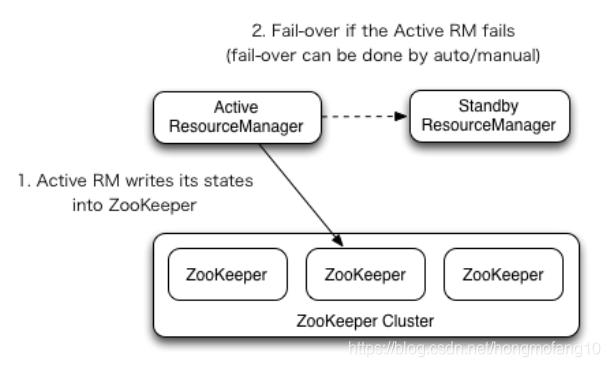 2. Fail-over if the Active RM fails
(fail-over can be done by auto/manual)
Active
ResourceManager
Standby
ResourceManager
1. Active RM writes its states
into ZooKeeper
ZooKeeper
ZooKeeper
ZooKeeper
ZooKeeper Cluster
https://blog.csdn.net/hongmofang10